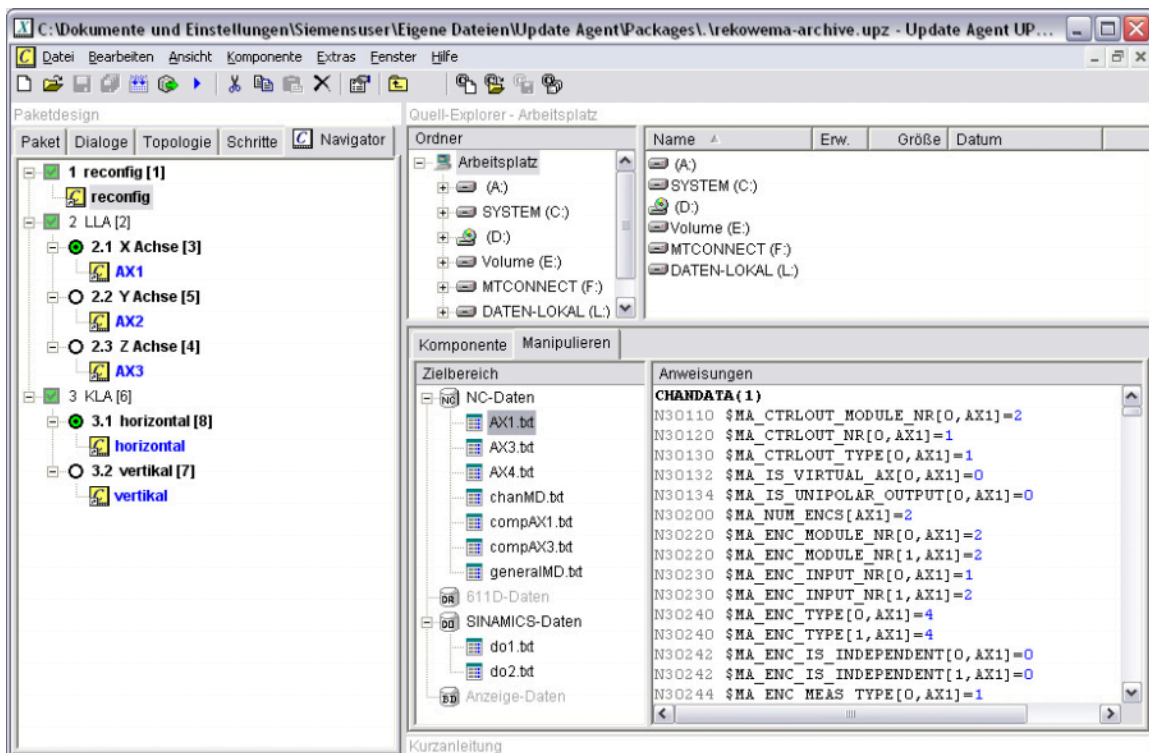 C:\Dokumente und Einstellungen\Siemensuser\Eigene Dateien\Update Agent\Packages\.\rekowema-archive.upz - Update Agent UP...
Datei Bearbeiten Ansicht Komponente Extras Fenster Hilfe
Paketdesign
Paket Dialoge Topologie Schritte Navigator
1 reconfig [1]
reconfig
2 LLA [2]
2.1 X Achse [3]
AX1
2.2 Y Achse [5]
AX2
2.3 Z Achse [4]
AX3
3 KLA [6]
3.1 horizontal [8]
horizontal
3.2 vertikal [7]
vertikal
Quell-Explorer - Arbeitsplatz
Ordner
Arbeitsplatz
(A:)
SYSTEM (C:)
(D:)
Volume (E:)
MTCONNECT (F:)
DATEN-LOKAL (L:)
Name Erw. Größe Datum
(A:)
SYSTEM (C:)
(D:)
Volume (E:)
MTCONNECT (F:)
DATEN-LOKAL (L:)
Komponente Manipulieren
Zielbereich
NC-Daten
AX1.txt
AX3.txt
AX4.txt
chanMD.txt
compAX1.txt
compAX3.txt
generalMD.txt
611D-Daten
SINAMICS-Daten
do1.txt
do2.txt
Anzeige-Daten
Anweisungen
CHANDATA(1)
N30110 $MA_CTRLOUT_MODULE_NR[0,AX1]=2
N30120 $MA_CTRLOUT_NR[0,AX1]=1
N30130 $MA_CTRLOUT_TYPE[0,AX1]=1
N30132 $MA_IS_VIRTUAL_AX[0,AX1]=0
N30134 $MA_IS_UNIPOLAR_OUTPUT[0,AX1]=0
N30200 $MA_NUM_ENCS[AX1]=2
N30220 $MA_ENC_MODULE_NR[0,AX1]=2
N30220 $MA_ENC_MODULE_NR[1,AX1]=2
N30230 $MA_ENC_INPUT_NR[0,AX1]=1
N30230 $MA_ENC_INPUT_NR[1,AX1]=2
N30240 $MA_ENC_TYPE[0,AX1]=4
N30240 $MA_ENC_TYPE[1,AX1]=4
N30242 $MA_ENC_IS_INDEPENDENT[0,AX1]=0
N30242 $MA_ENC_IS_INDEPENDENT[1,AX1]=0
N30244 $MA_ENC_MEAS_TYPE[0,AX1]=1
Kurzanleitung